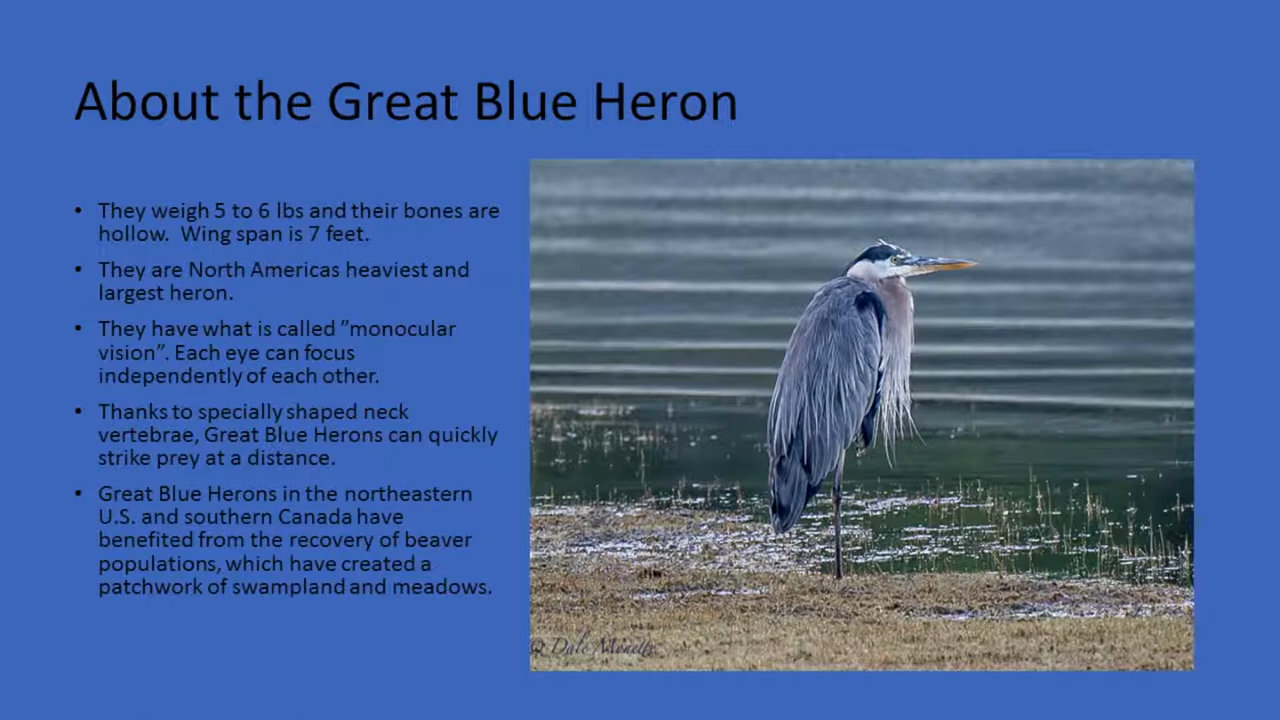 About the Great Blue Heron
• They weigh 5 to 6 lbs and their bones are
hollow.  Wing span is 7 feet.
• They are North Americas heaviest and
largest heron.
• They have what is called ”monocular
vision”. Each eye can focus
independently of each other.
• Thanks to specially shaped neck
vertebrae, Great Blue Herons can quickly
strike prey at a distance.
• Great Blue Herons in the northeastern
U.S. and southern Canada have
benefited from the recovery of beaver
populations, which have created a
patchwork of swampland and meadows.
© Dale Monette